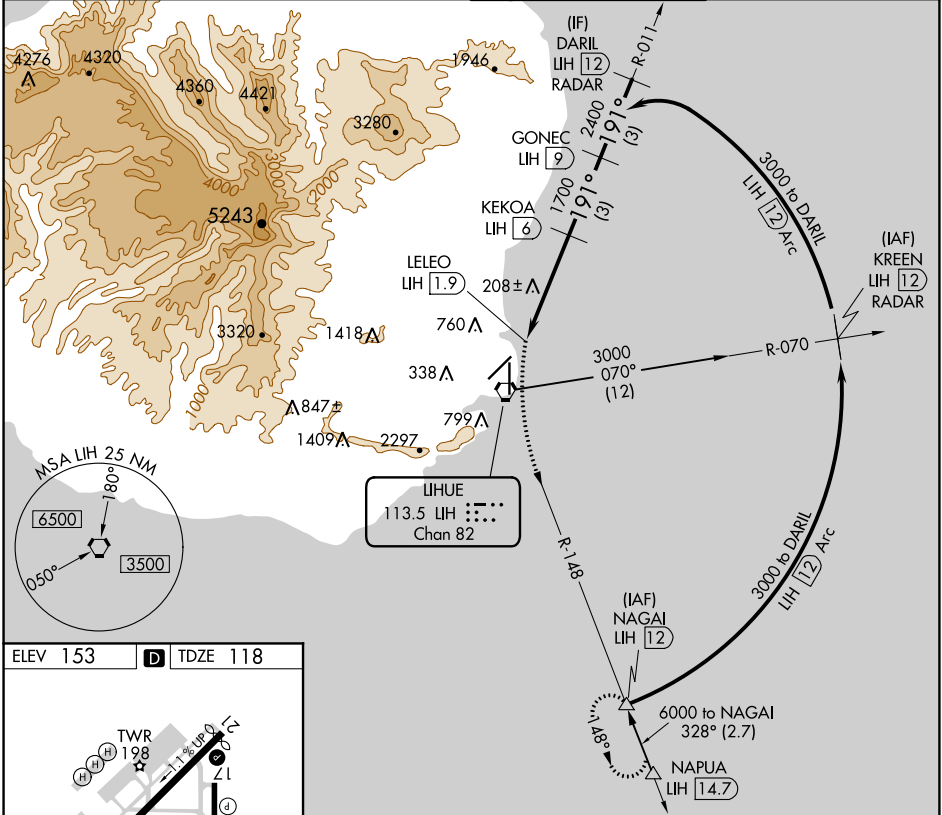 4276
4320
4360
4421
1946
3280
3000
2000
4000
5243
3320
1000
1418
760
338
208±
847±
1409
2297
799
(IF)
DARIL
LIH 12
RADAR
R-011
2400
191°
(3)
GONEC
LIH 9
1700
191°
(3)
KEKOA
LIH 6
LELEO
LIH 1.9
3000 to DARIL
LIH 12 Arc
(IAF)
KREEN
LIH 12
RADAR
3000
070°
(12)
R-070
LIHUE
113.5 LIH
Chan 82
R-148
3000 to DARIL
LIH 12 Arc
(IAF)
NAGAI
LIH 12
6000 to NAGAI
328° (2.7)
148°
NAPUA
LIH 14.7
MSA LIH 25 NM
180°
6500
3500
050°
ELEV 153
D
TDZE 118
TWR
198
H
H
H
1.1% UP
21
P
17
P